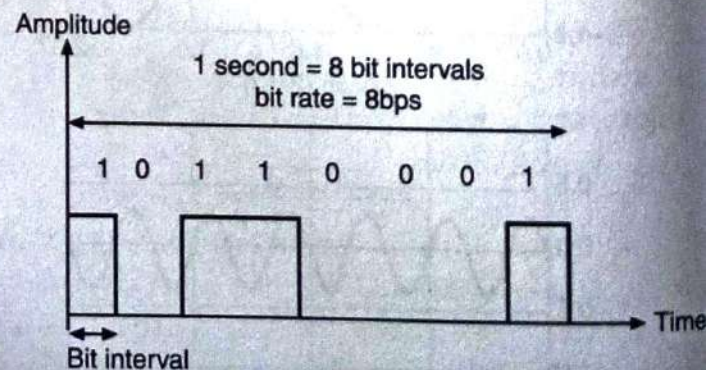 Amplitude
1 second = 8 bit intervals
bit rate = 8bps
1 0 1 1 0 0 0 1
Time
Bit interval